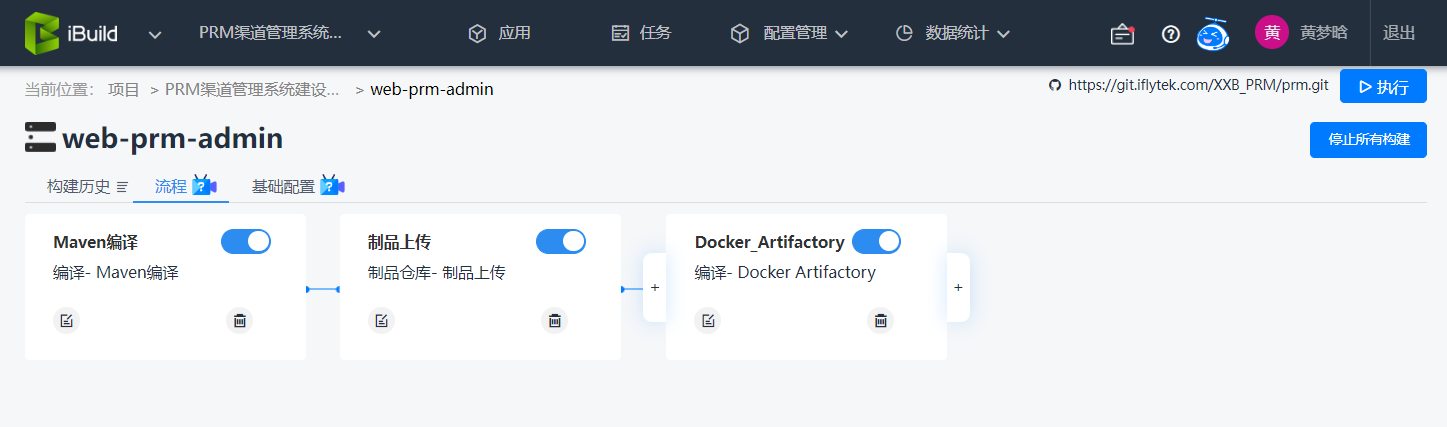 iBuild PRM渠道管理系统... 应用 任务 配置管理 数据统计 黄 黄梦晗 退出
当前位置： 项目 > PRM渠道管理系统建设... > web-prm-admin https://git.iflytek.com/XXB_PRM/prm.git 执行
web-prm-admin 停止所有构建
构建历史 流程 基础配置
Maven编译 制品上传 Docker_Artifactory
编译- Maven编译 制品仓库- 制品上传 编译- Docker Artifactory
+ +